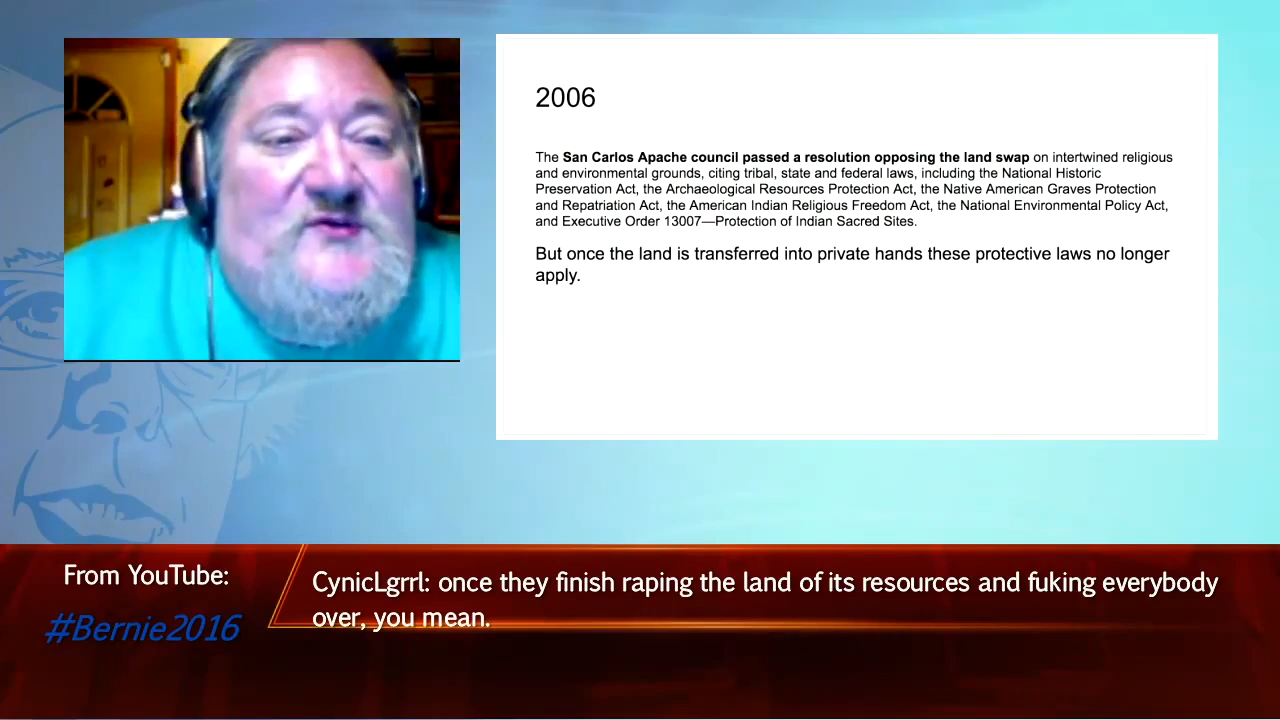 2006
The San Carlos Apache council passed a resolution opposing the land swap on intertwined religious
and environmental grounds, citing tribal, state and federal laws, including the National Historic
Preservation Act, the Archaeological Resources Protection Act, the Native American Graves Protection
and Repatriation Act, the American Indian Religious Freedom Act, the National Environmental Policy Act,
and Executive Order 13007—Protection of Indian Sacred Sites.
But once the land is transferred into private hands these protective laws no longer
apply.
From YouTube:
#Bernie2016
CynicLgrrl: once they finish raping the land of its resources and fuking everybody
over, you mean.